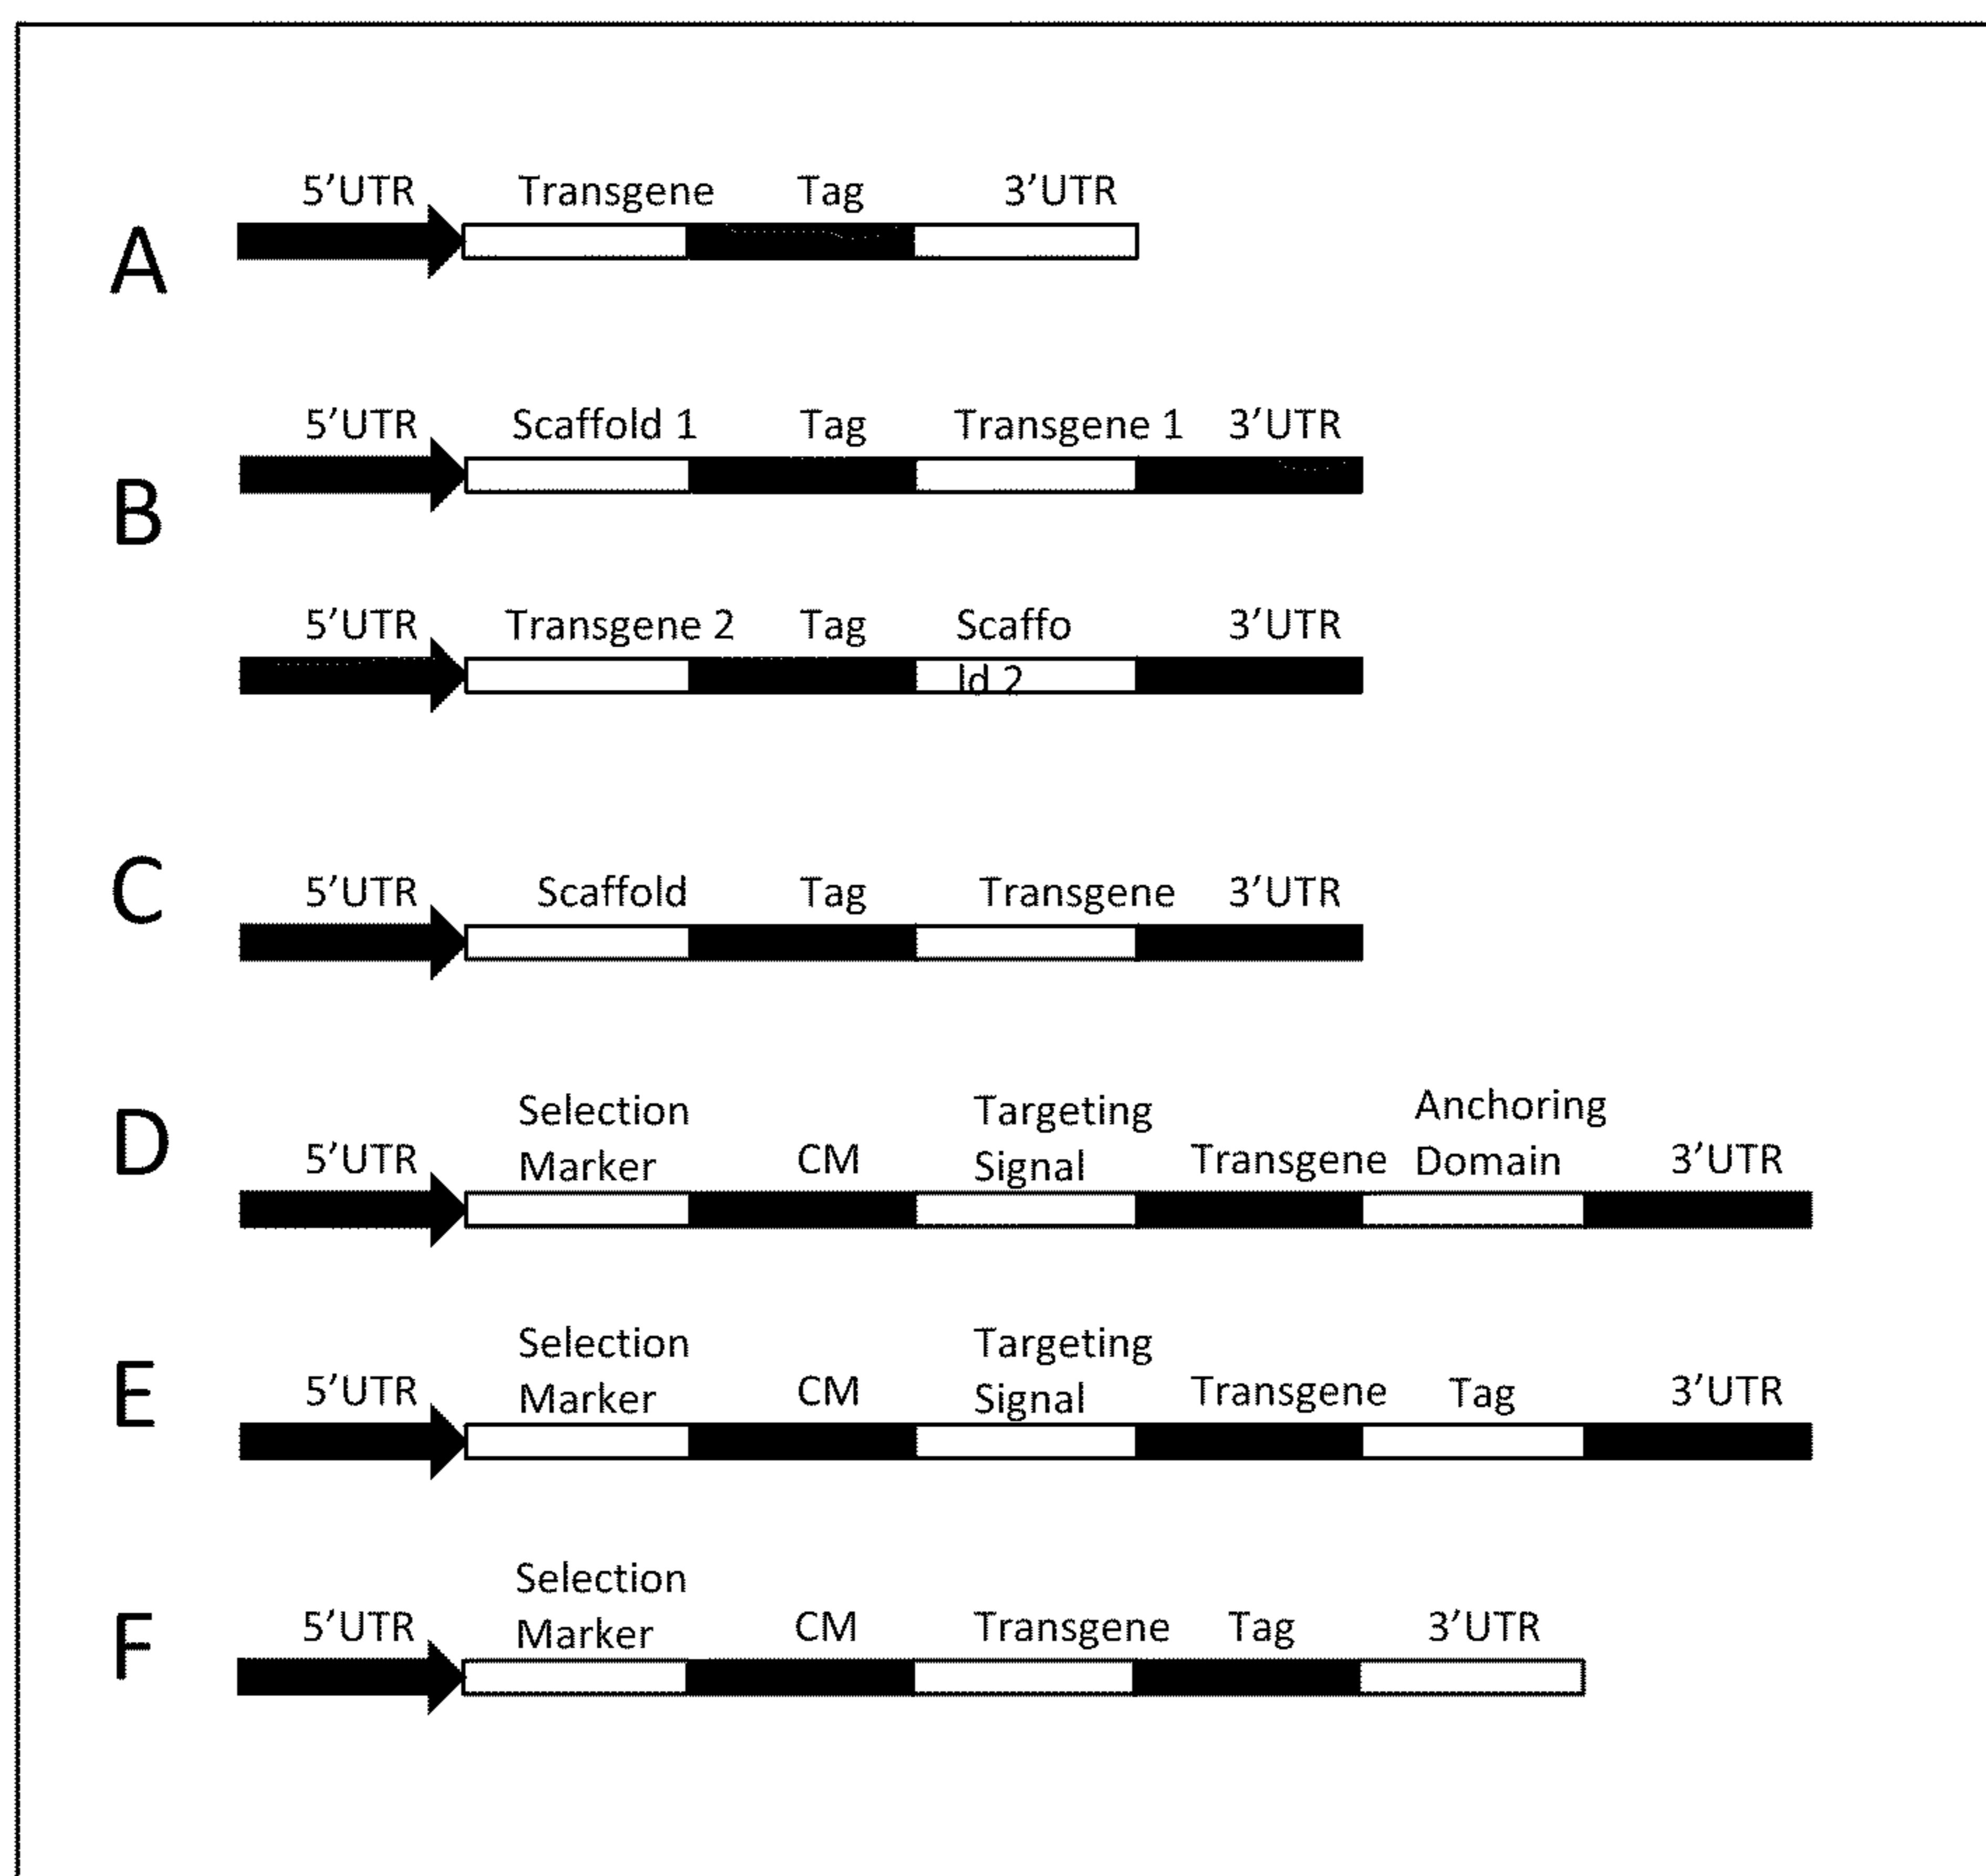 A
5’UTR Transgene Tag 3’UTR
B
5’UTR Scaffold 1 Tag Transgene 1 3’UTR
5’UTR Transgene 2 Tag Scaffo 3’UTR
ld 2
C
5’UTR Scaffold Tag Transgene 3’UTR
D
Selection Targeting Anchoring
5’UTR Marker CM Signal Transgene Domain 3’UTR
E
Selection Targeting
5’UTR Marker CM Signal Transgene Tag 3’UTR
F
Selection
5’UTR Marker CM Transgene Tag 3’UTR